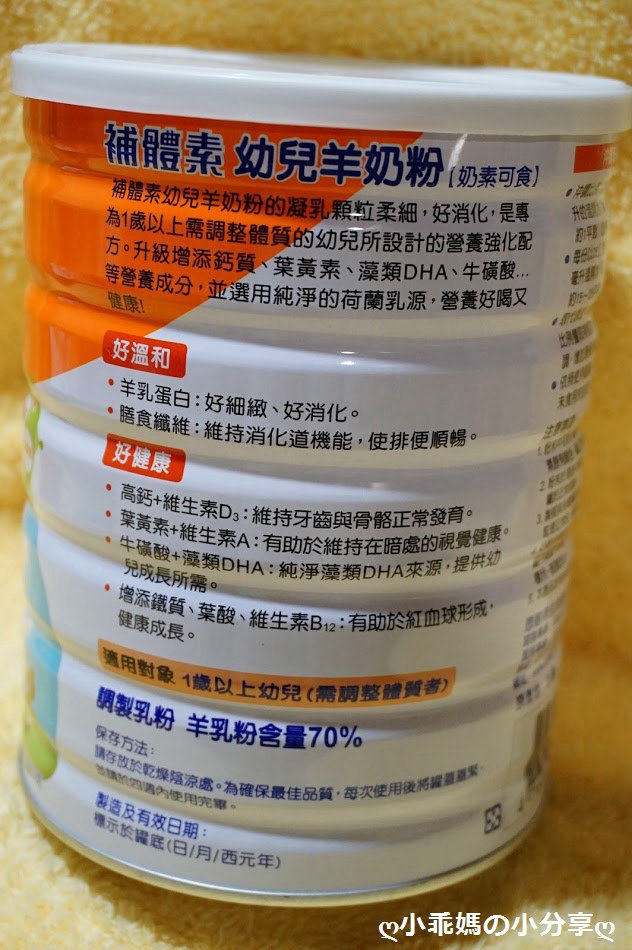 補體素 幼兒羊奶粉【奶素可食】
補體素幼兒羊奶粉的凝乳顆粒柔細，好消化，是專
為1歲以上需調整體質的幼兒所設計的營養強化配
方。升級增添鈣質、葉黃素、藻類DHA、牛磺酸...
等營養成分，並選用純淨的荷蘭乳源，營養好喝又
健康!
好溫和
•羊乳蛋白：好細緻、好消化。
•膳食纖維：維持消化道機能，使排便順暢。
好健康
•高鈣+維生素D3：維持牙齒與骨骼正常發育。
•葉黃素+維生素A：有助於維持在暗處的視覺健康。
•牛磺酸+藻類DHA：純淨藻類DHA來源，提供幼
兒成長所需。
•增添鐵質、葉酸、維生素B12：有助於紅血球形成，
健康成長。
適用對象 1歲以上幼兒(需調整體質者)
調製乳粉 羊乳粉含量70%
保存方法：
請存放於乾燥陰涼處。為確保最佳品質，每次使用後將罐蓋蓋緊，
並請於四週內使用完畢。
製造及有效日期：
標示於罐底(日/月/西元年)
ღ小乖媽の小分享ღ